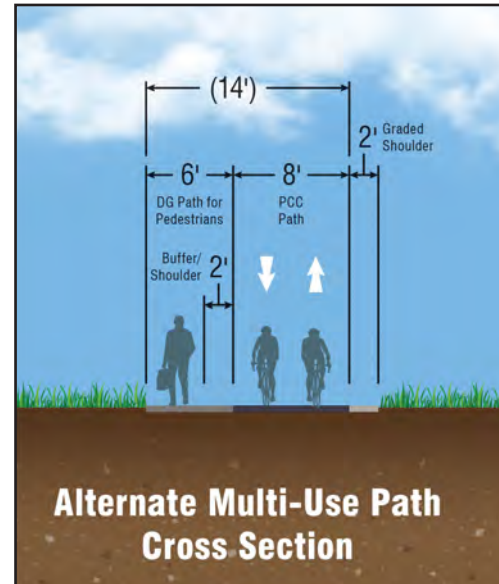 (14')
2' Graded
Shoulder
6' 8'
DG Path for
Pedestrians
PCC
Path
Buffer/
Shoulder 2'
Alternate Multi-Use Path
Cross Section